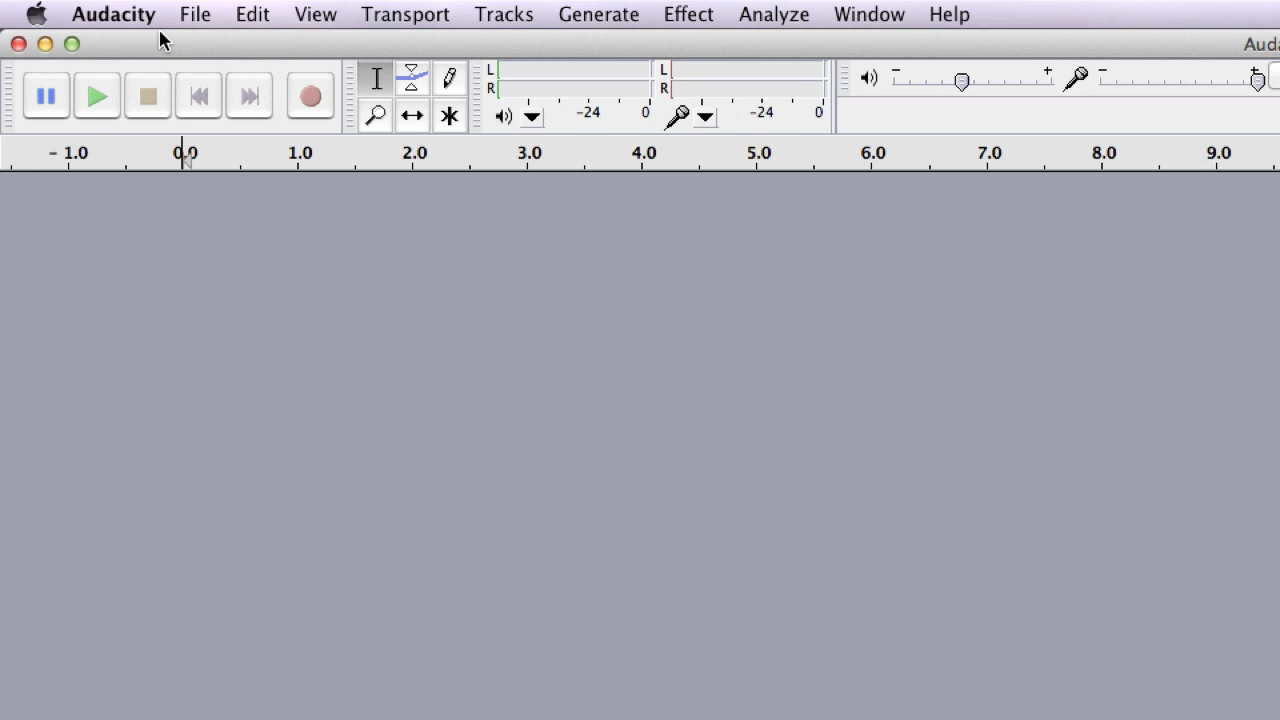 Audacity File Edit View Transport Tracks Generate Effect Analyze Window Help
Auda
L L - + - +
R R
-24 0 -24 0
- 1.0 0.0 1.0 2.0 3.0 4.0 5.0 6.0 7.0 8.0 9.0